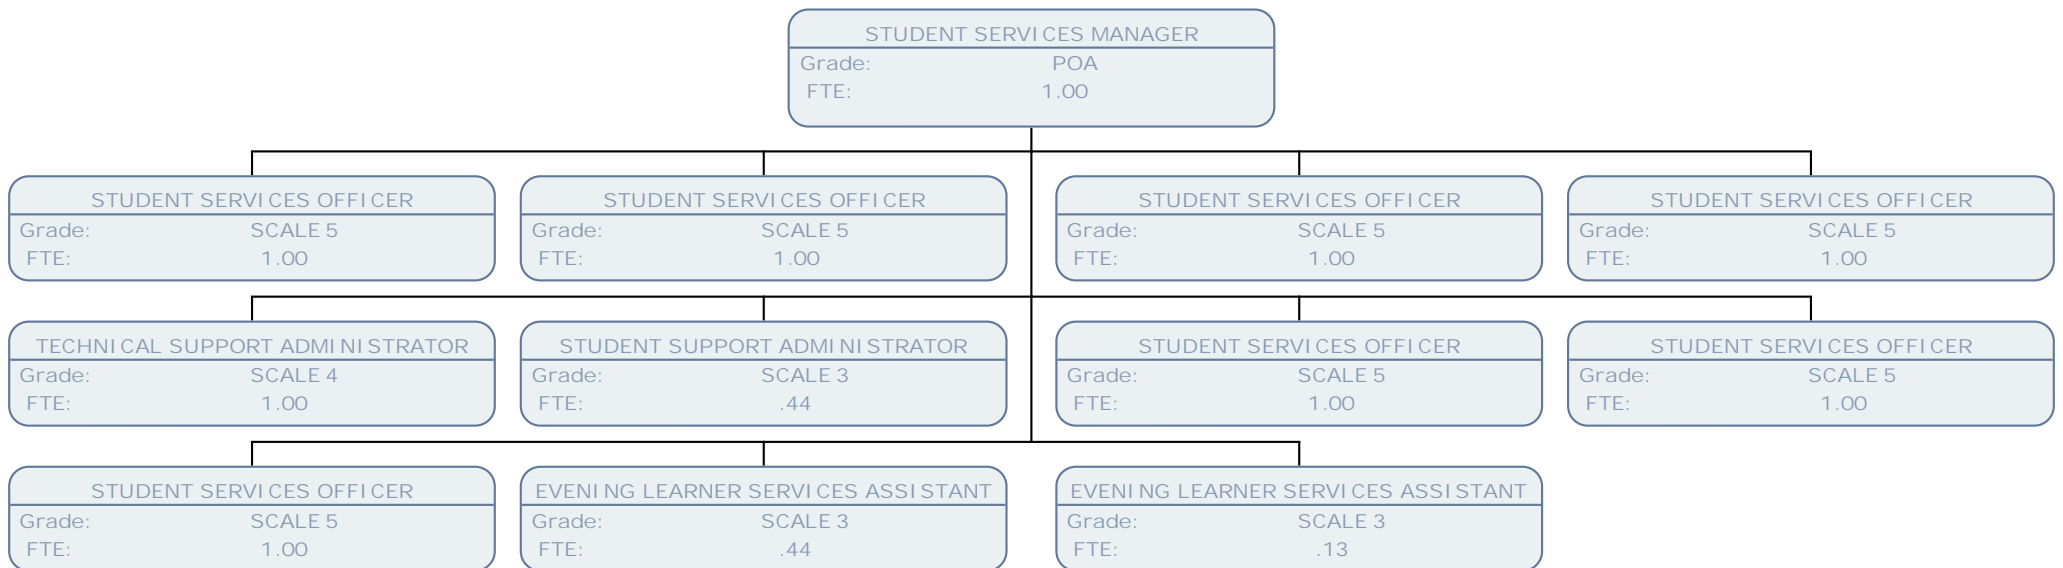 STUDENT SERVICES MANAGER
Grade: POA
FTE: 1.00
STUDENT SERVICES OFFICER
Grade: SCALE 5
FTE: 1.00
STUDENT SERVICES OFFICER
Grade: SCALE 5
FTE: 1.00
STUDENT SERVICES OFFICER
Grade: SCALE 5
FTE: 1.00
STUDENT SERVICES OFFICER
Grade: SCALE 5
FTE: 1.00
TECHNICAL SUPPORT ADMINISTRATOR
Grade: SCALE 4
FTE: 1.00
STUDENT SUPPORT ADMINISTRATOR
Grade: SCALE 3
FTE: .44
STUDENT SERVICES OFFICER
Grade: SCALE 5
FTE: 1.00
STUDENT SERVICES OFFICER
Grade: SCALE 5
FTE: 1.00
STUDENT SERVICES OFFICER
Grade: SCALE 5
FTE: 1.00
EVENING LEARNER SERVICES ASSISTANT
Grade: SCALE 3
FTE: .44
EVENING LEARNER SERVICES ASSISTANT
Grade: SCALE 3
FTE: .13